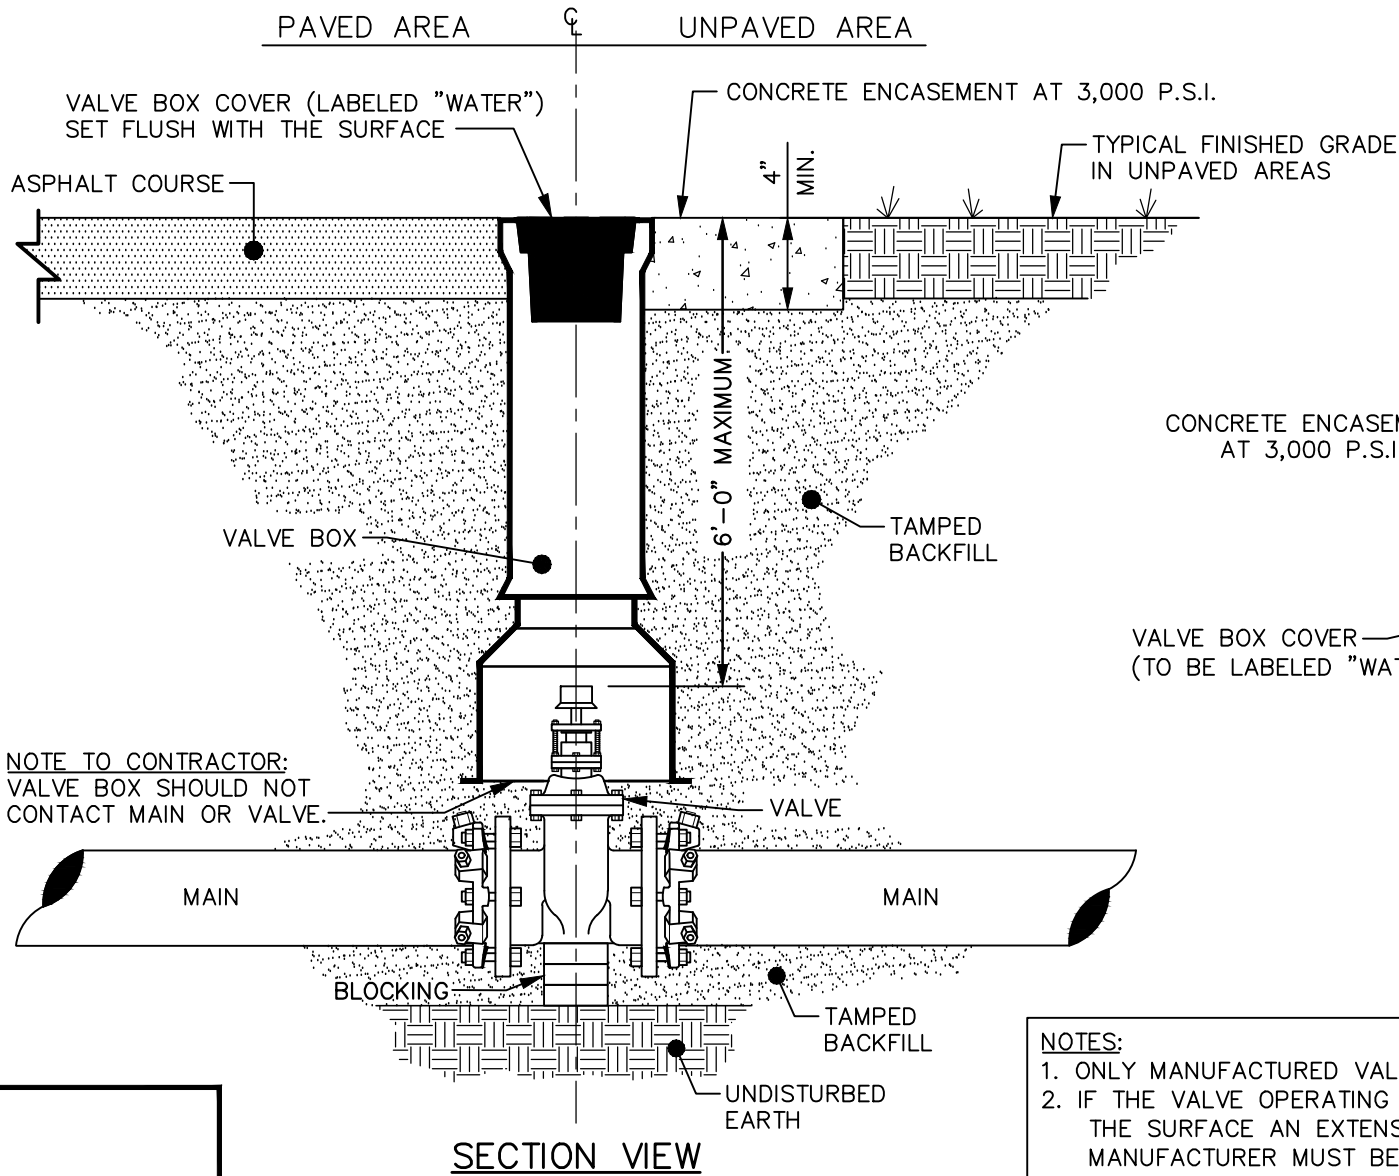 PAVED AREA
℄
UNPAVED AREA
VALVE BOX COVER (LABELED "WATER")
SET FLUSH WITH THE SURFACE
CONCRETE ENCASEMENT AT 3,000 P.S.I.
4"
MIN.
TYPICAL FINISHED GRADE
IN UNPAVED AREAS
ASPHALT COURSE
6'-0" MAXIMUM
CONCRETE
AT 3,000 P.S.I
TAMPED
BACKFILL
VALVE BOX
VALVE BOX COVER
(TO BE LABELED
NOTE TO CONTRACTOR:
VALVE BOX SHOULD NOT
CONTACT MAIN OR VALVE.
VALVE
MAIN
MAIN
BLOCKING
TAMPED
BACKFILL
UNDISTURBED
EARTH
SECTION VIEW
NOTES:
1. ONLY MANUFACTURED
2. IF THE VALVE OPERATING
THE SURFACE AN
MANUFACTURER MUST BE